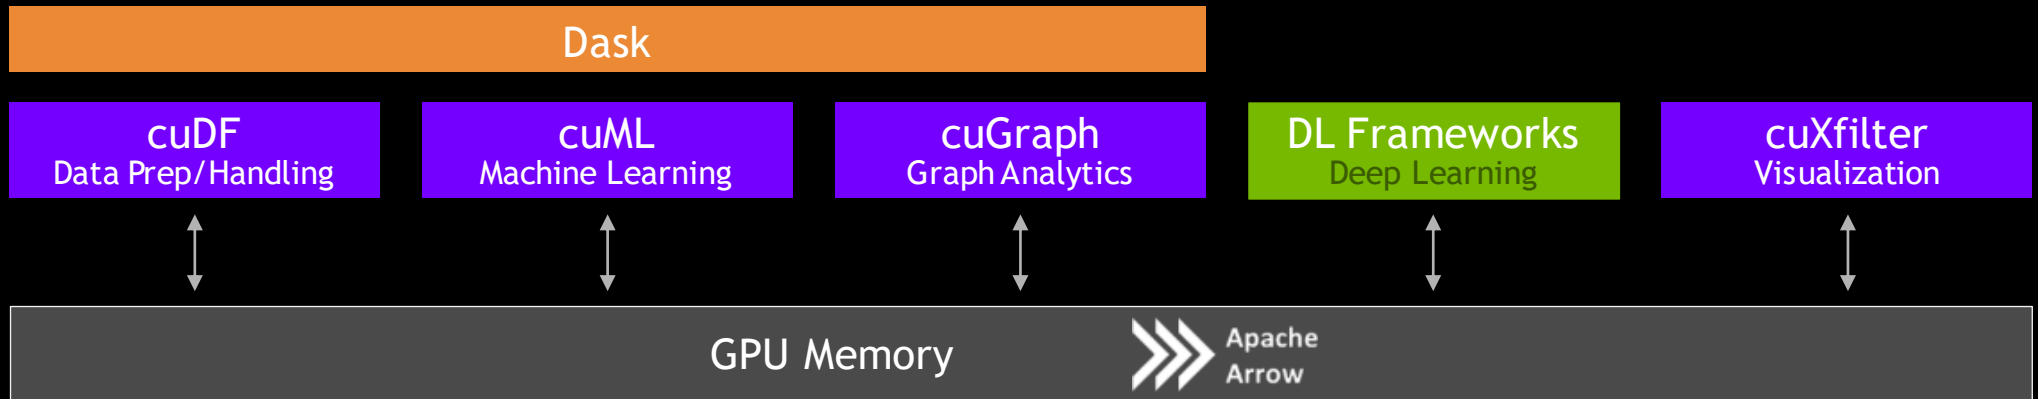 Dask
cuDF
Data Prep/Handling
cuML
Machine Learning
cuGraph
Graph Analytics
DL Frameworks
Deep Learning
cuXfilter
Visualization
GPU Memory
Apache
Arrow